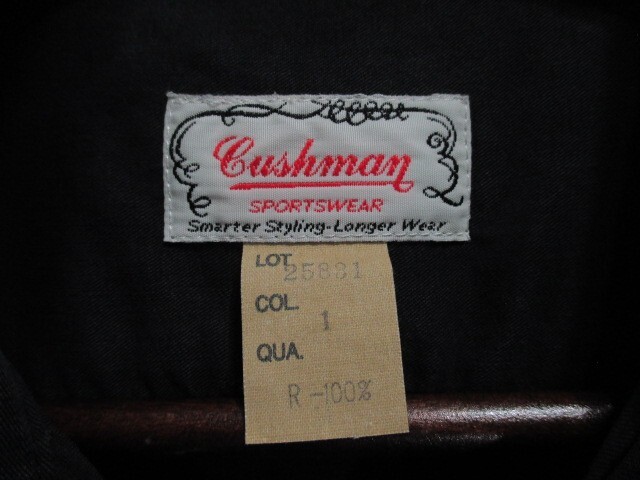 Cushman
SPORTSWEAR
Smarter Styling-Longer Wear
LOT 25831
COL. 1
QUA.
R-100%